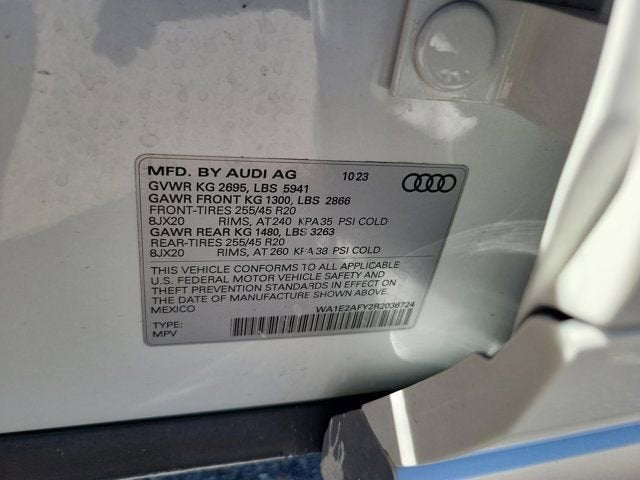 MFD. BY AUDI AG 10 23
GVWR KG 2695, LBS 5941
GAWR FRONT KG 1300, LBS 2866
FRONT-TIRES 255/45 R20
8JX20 RIMS, AT 240 KPA 35 PSI COLD
GAWR REAR KG 1480, LBS 3263
REAR-TIRES 255/45 R20
8JX20 RIMS, AT 260 KPA 38 PSI COLD
THIS VEHICLE CONFORMS TO ALL APPLICABLE
U.S. FEDERAL MOTOR VEHICLE SAFETY AND
THEFT PREVENTION STANDARDS IN EFFECT ON
THE DATE OF MANUFACTURE SHOWN ABOVE.
MEXICO
WA1E2AFY2R2036724
TYPE:
MPV